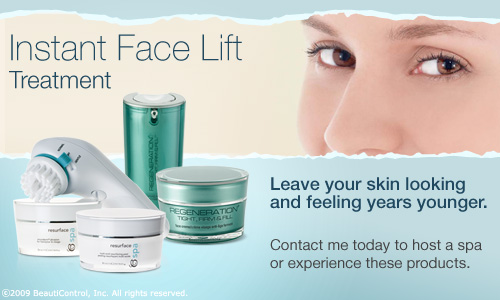 Instant Face Lift
Treatment
REGENERATION
REGENERATION
TIGHT, FIRM & FILL
resurface
spa
resurface
spa
Leave your skin looking
and feeling years younger.
Contact me today to host a spa
or experience these products.
©2009 BeautiControl, Inc. All rights reserved.